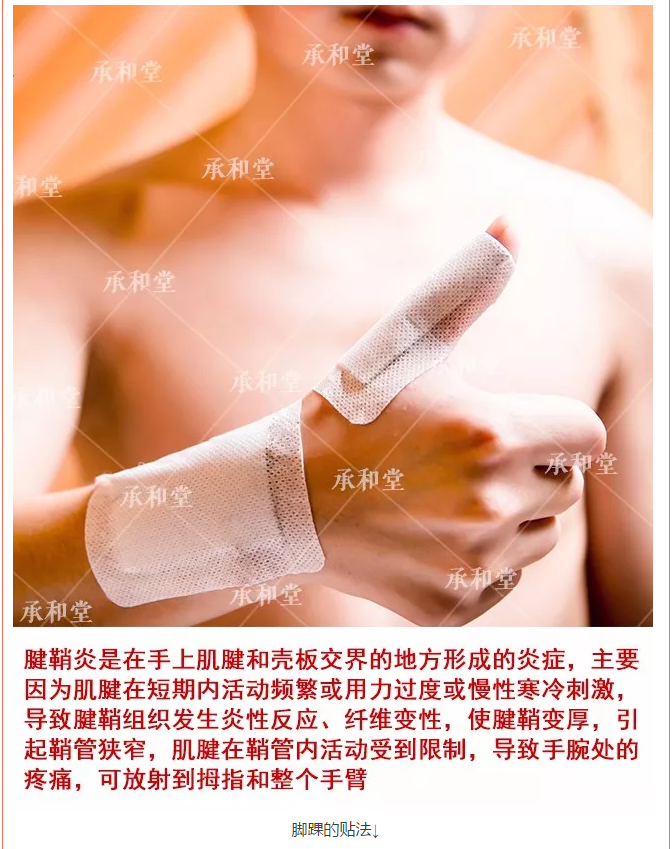 承和堂
承和堂
承和堂
承和堂
和堂
承和堂
承和堂
承和堂
承和堂
承和堂
承和堂
承和堂
承和堂
承和堂
腱鞘炎是在手上肌腱和壳板交界的地方形成的炎症，主要
因为肌腱在短期内活动频繁或用力过度或慢性寒冷刺激，
导致腱鞘组织发生炎性反应、纤维变性，使腱鞘变厚，引
起鞘管狭窄，肌腱在鞘管内活动受到限制，导致手腕处的
疼痛，可放射到拇指和整个手臂
脚踝的贴法↓